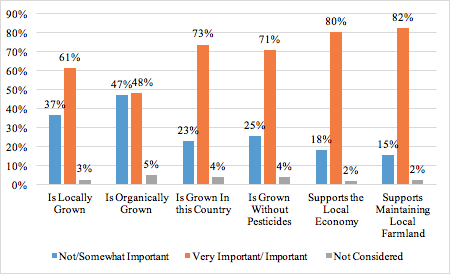 90%
80%
70%
60%
50%
40%
30%
20%
10%
0%
37% 61% 3%
47% 48% 5%
23% 73% 4%
25% 71% 4%
18% 80% 2%
15% 82% 2%
Is Locally
Grown
Is Organically
Grown
Is Grown In
this Country
Is Grown
Without
Pesticides
Supports the
Local
Economy
Supports
Maintaining
Local
Farmland
Not/Somewhat Important Very Important/ Important Not Considered